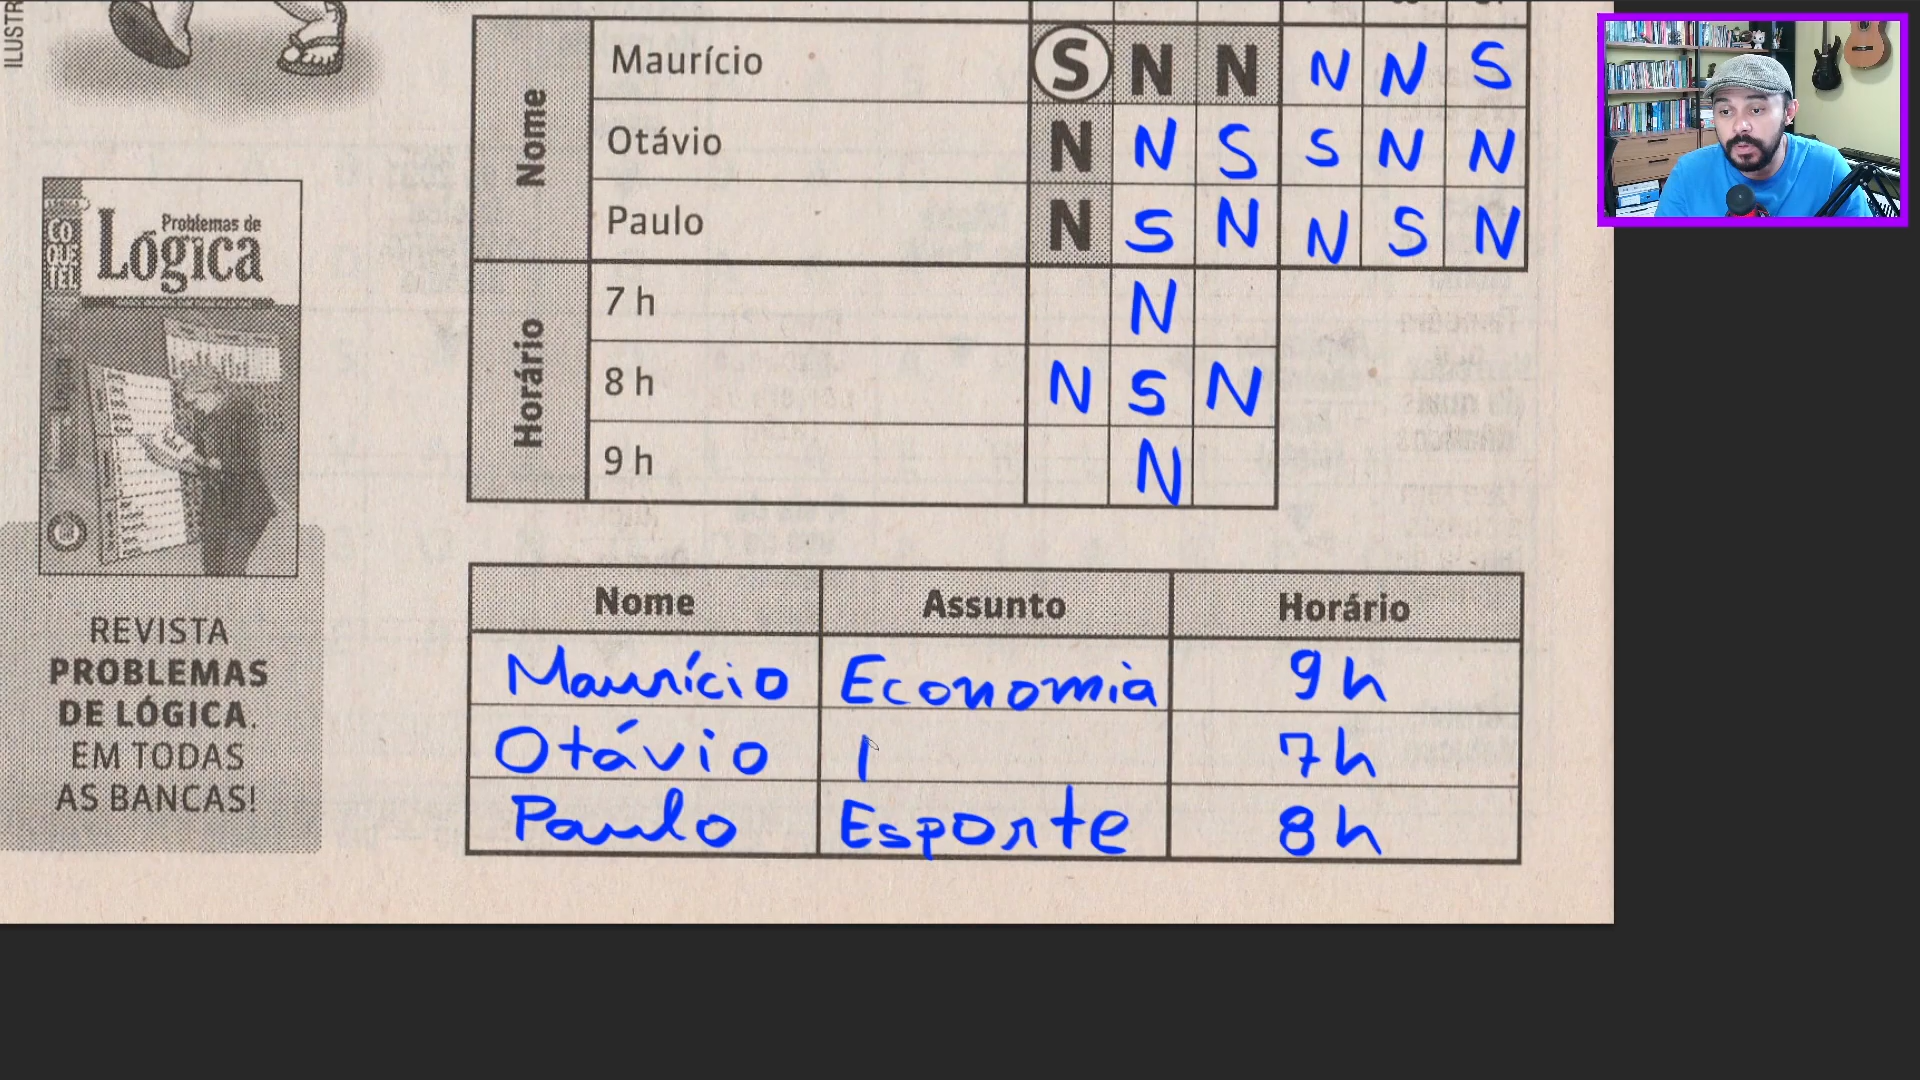 ILUSTR
Nome
Maurício S N N N N S
Otávio N N S S N N
Paulo N S N N S N
Horário
7 h N
8 h N S N
9 h N
COQUETEL
Problemas de
Lógica
REVISTA
PROBLEMAS
DE LÓGICA.
EM TODAS
AS BANCAS!
Nome Assunto Horário
Maurício Economia 9h
Otávio 7h
Paulo Esporte 8h